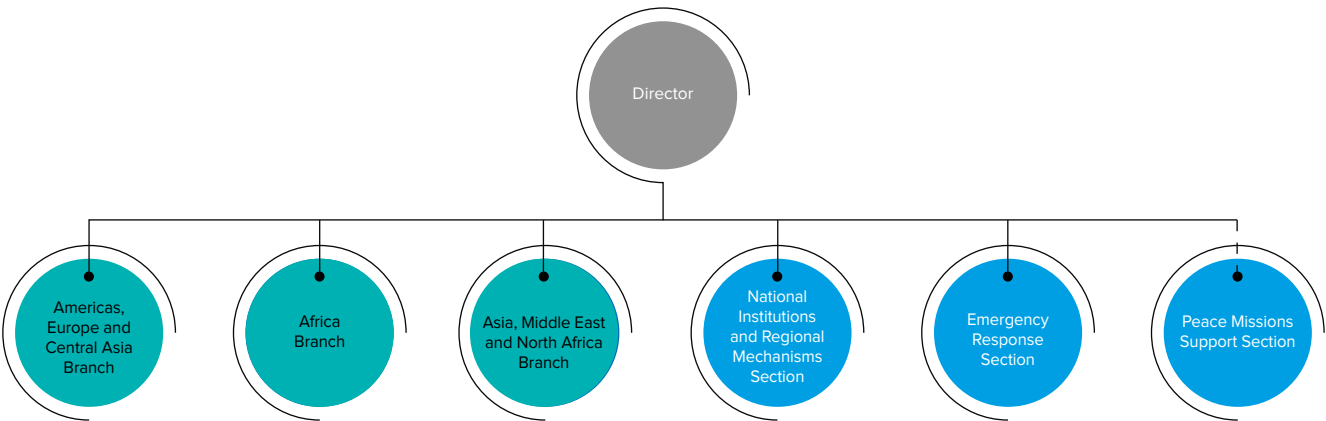 Director
Americas,
Europe and
Central Asia
Branch
Africa
Branch
Asia, Middle East
and North Africa
Branch
National
Institutions
and Regional
Mechanisms
Section
Emergency
Response
Section
Peace Missions
Support Section